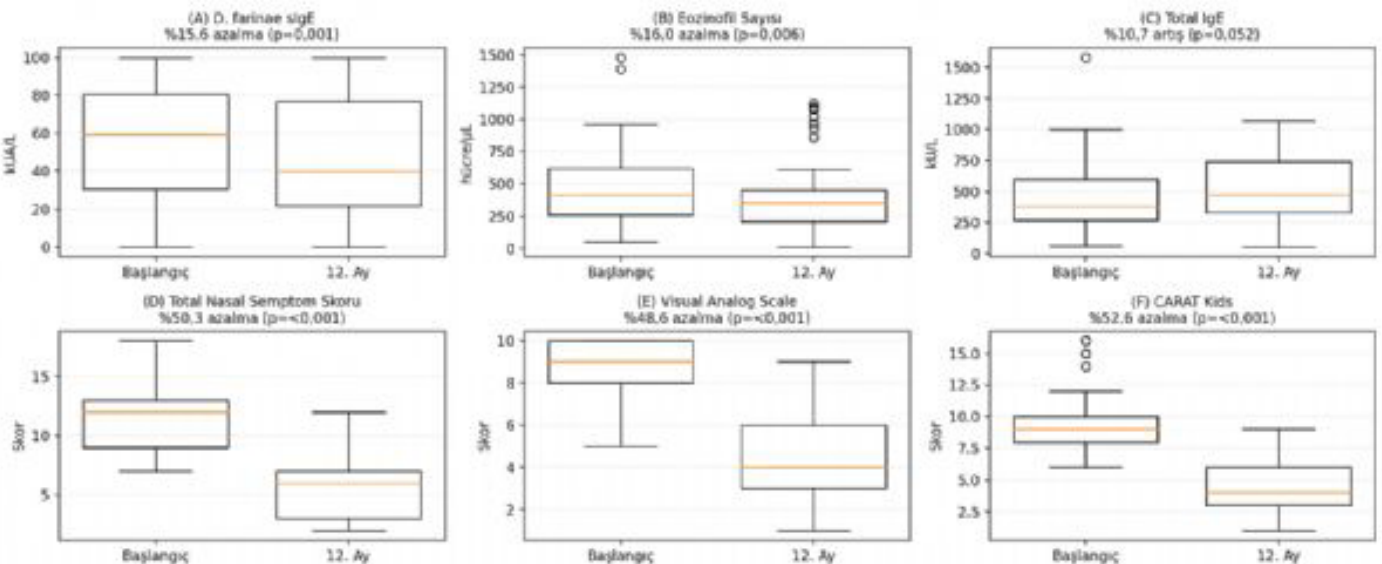 (A) D. farinae sIgE
%15,6 azalma (p=0,001)
100
80
60
40
20
0
kUA/L
Başlangıç
12. Ay
(B) Eozinofil Sayısı
%16,0 azalma (p=0,006)
1500
1250
1000
750
500
250
0
hücre/µL
Başlangıç
12. Ay
(C) Total IgE
%10,7 artış (p=0,052)
1500
1250
1000
750
500
250
0
kU/L
Başlangıç
12. Ay
(D) Total Nasal Semptom Skoru
%50,3 azalma (p=<0,001)
15
10
5
Skor
Başlangıç
12. Ay
(E) Visual Analog Scale
%48,6 azalma (p=<0,001)
10
8
6
4
2
Skor
Başlangıç
12. Ay
(F) CARAT Kids
%52,6 azalma (p=<0,001)
15.0
12.5
10.0
7.5
5.0
2.5
Skor
Başlangıç
12. Ay